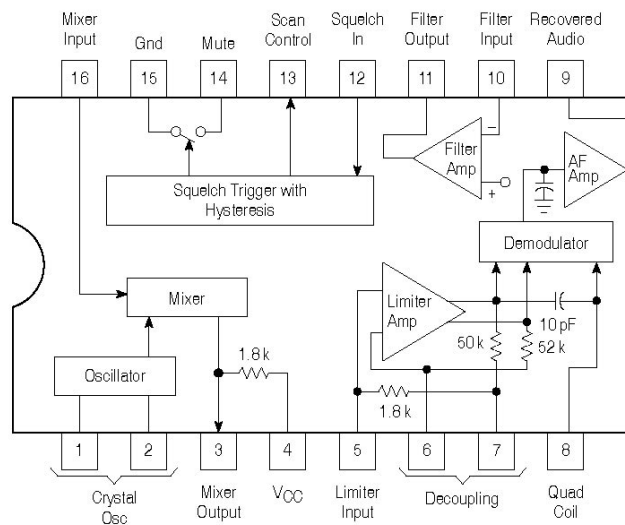 Mixer Input
Gnd
Mute
Scan Control
Squelch In
Filter Output
Filter Input
Recovered Audio
16
15
14
13
12
11
10
9
Filter Amp
−
+
AF Amp
Squelch Trigger with Hysteresis
Demodulator
Mixer
Limiter Amp
10 pF
50 k
52 k
1.8 k
Oscillator
1.8 k
1
2
3
4
5
6
7
8
Crystal Osc
Mixer Output
VCC
Limiter Input
Decoupling
Quad Coil